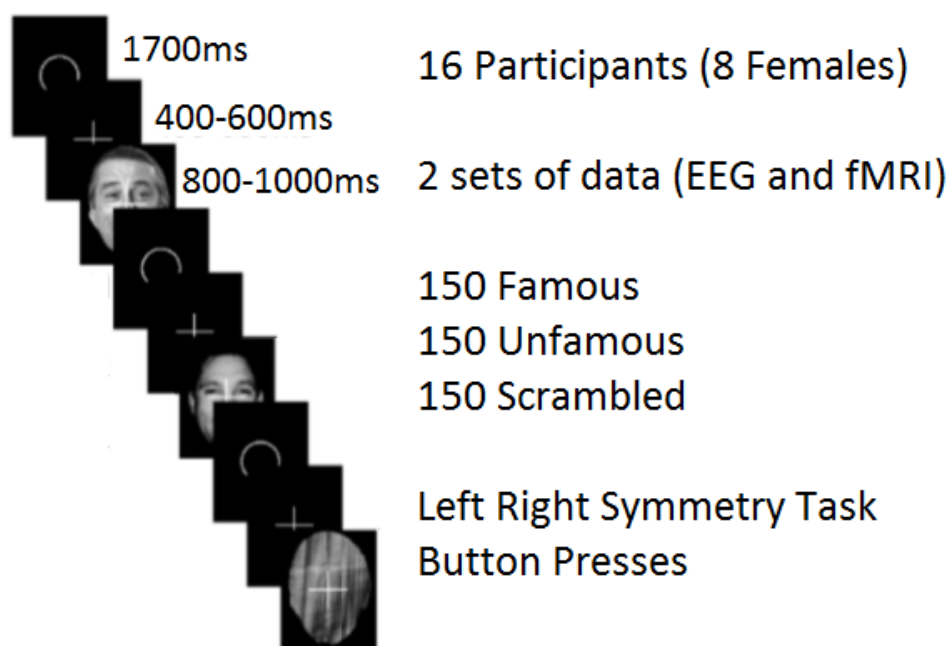 1700ms
400-600ms
800-1000ms
16 Participants (8 Females)
2 sets of data (EEG and fMRI)
150 Famous
150 Unfamous
150 Scrambled
Left Right Symmetry Task
Button Presses